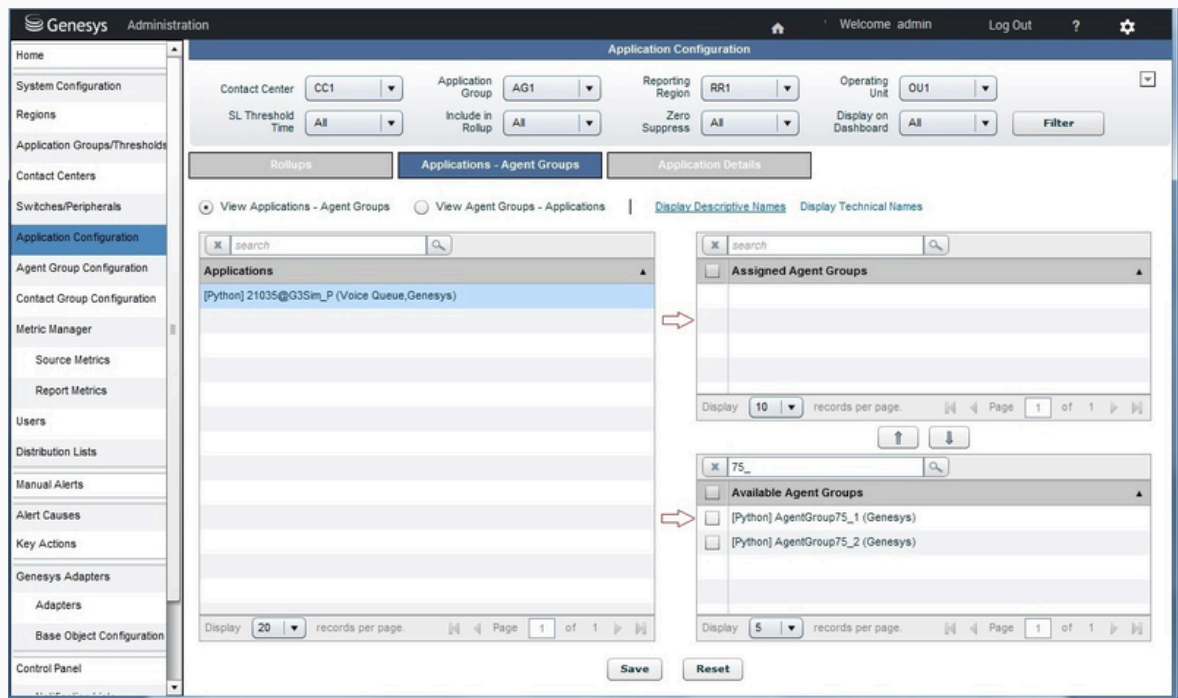 Genesys Administration
Welcome admin
Log Out
?
Home
System Configuration
Regions
Application Groups/Thresholds
Contact Centers
Switches/Peripherals
Application Configuration
Agent Group Configuration
Contact Group Configuration
Metric Manager
Source Metrics
Report Metrics
Users
Distribution Lists
Manual Alerts
Alert Causes
Key Actions
Genesys Adapters
Adapters
Base Object Configuration
Control Panel
Application Configuration
Contact Center CC1
Application Group AG1
Reporting Region RR1
Operating Unit OU1
SL Threshold Time All
Include in Rollup All
Zero Suppress All
Display on Dashboard All
Filter
Rollups
Applications - Agent Groups
Application Details
View Applications - Agent Groups
View Agent Groups - Applications
|
Display Descriptive Names
Display Technical Names
search
Applications
[Python] 21035@G3Sim_P (Voice Queue,Genesys)
Display 20 records per page. Page 1 of 1
search
Assigned Agent Groups
Display 10 records per page. Page 1 of 1
75_
Available Agent Groups
[Python] AgentGroup75_1 (Genesys)
[Python] AgentGroup75_2 (Genesys)
Display 5 records per page. Page 1 of 1
Save
Reset